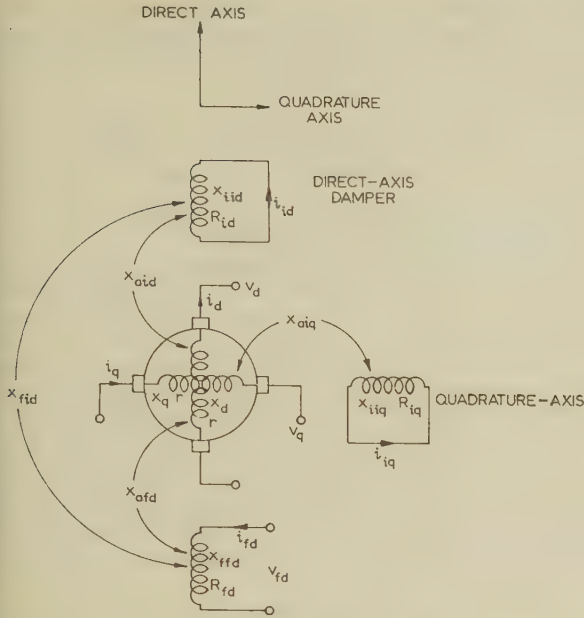 DIRECT AXIS
QUADRATURE
AXIS
DIRECT-AXIS
DAMPER
x_iid
R_id
i_id
x_aid
i_d
v_d
x_aiq
i_q
x_q
r
x_d
r
v_q
x_fid
x_iiq
R_iq
i_iq
QUADRATURE-AXIS
x_afd
i_fd
x_ffd
R_fd
v_fd